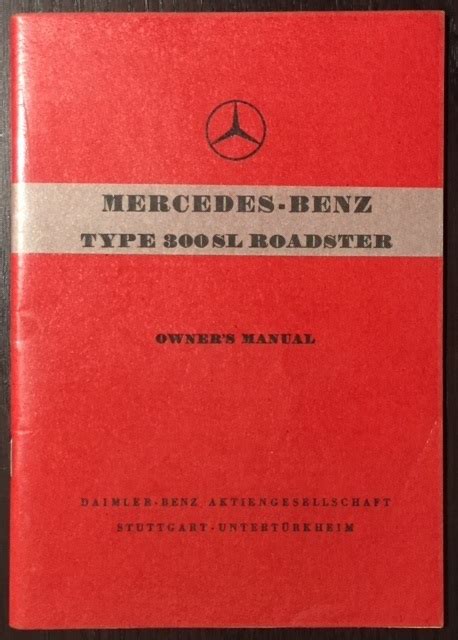 MERCEDES-BENZ
TYPE 300SL ROADSTER
OWNER'S MANUAL
DAIMLER-BENZ AKTIENGESELLSCHAFT
STUTTGART-UNTERTÜRKHEIM